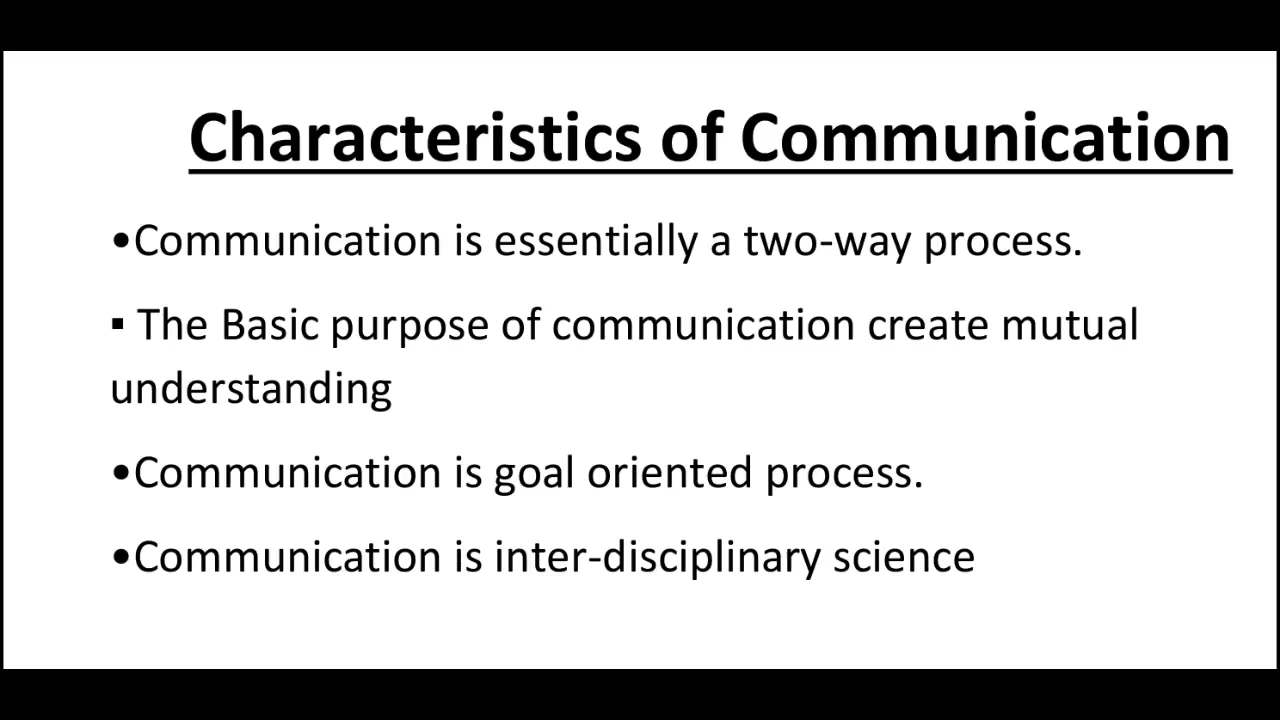 Characteristics of Communication
•Communication is essentially a two-way process.
▪ The Basic purpose of communication create mutual
understanding
•Communication is goal oriented process.
•Communication is inter-disciplinary science